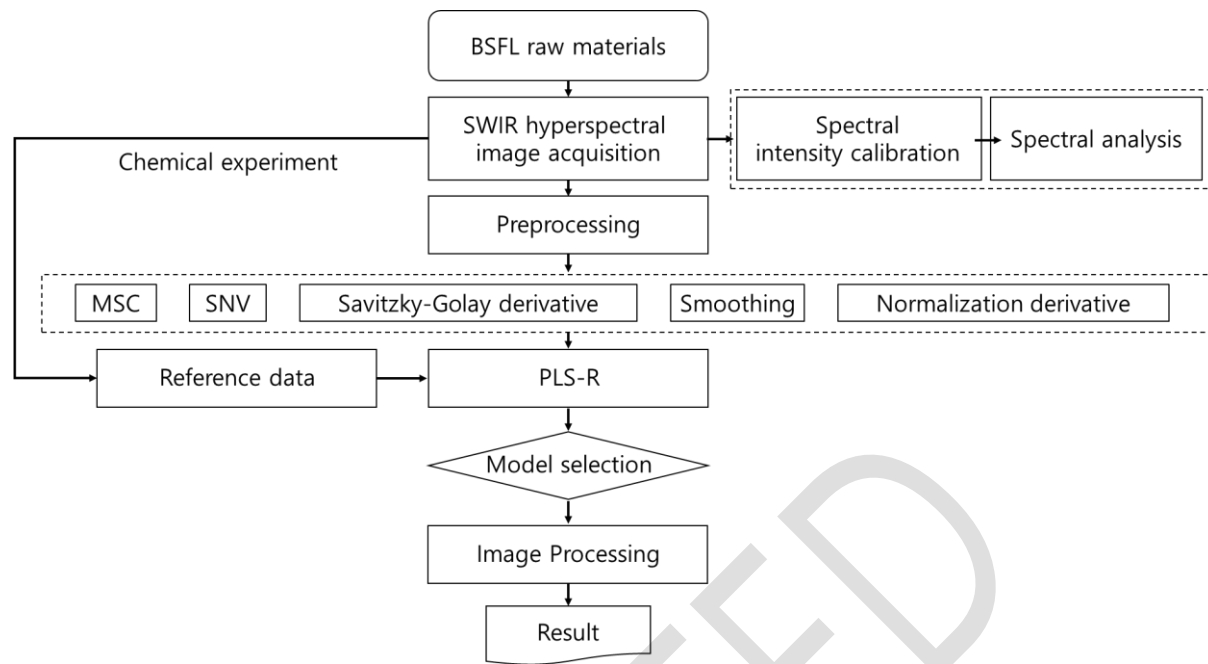 BSFL raw materials
SWIR hyperspectral
image acquisition
Spectral
intensity calibration
Spectral analysis
Chemical experiment
Preprocessing
MSC
SNV
Savitzky-Golay derivative
Smoothing
Normalization derivative
Reference data
PLS-R
Model selection
Image Processing
Result